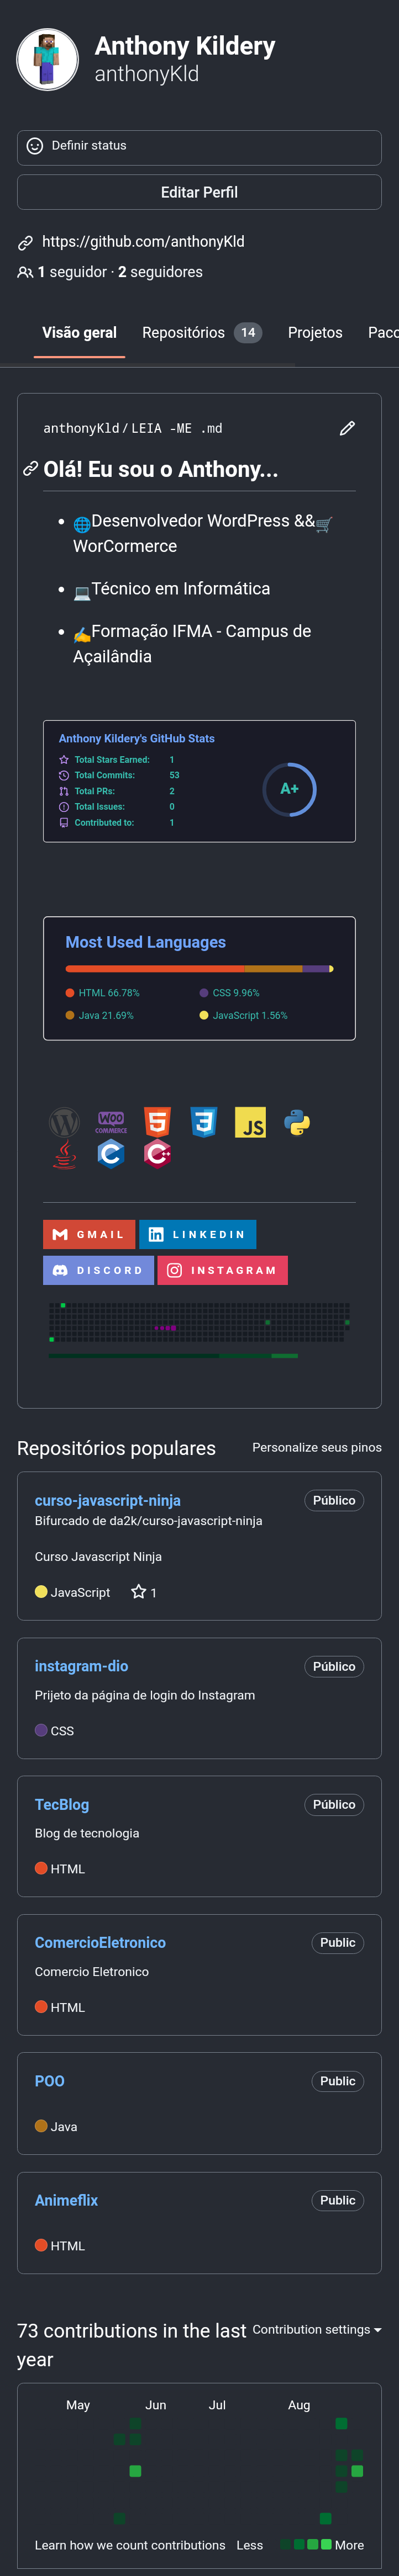 Anthony Kildery
anthonyKld
Definir status
Editar Perfil
https://github.com/anthonyKld
1 seguidor · 2 seguidores
Visão geral Repositórios 14 Projetos Pacc
anthonyKld / LEIA -ME .md
Olá! Eu sou o Anthony...
🌐Desenvolvedor WordPress &&🛒
WorCormerce
💻Técnico em Informática
✍️Formação IFMA - Campus de
Açailândia
Anthony Kildery's GitHub Stats
Total Stars Earned: 1
Total Commits: 53
Total PRs: 2
Total Issues: 0
Contributed to: 1
A+
Most Used Languages
HTML 66.78% CSS 9.96%
Java 21.69% JavaScript 1.56%
WOO
COMMERCE
5 3 JS
C C++
GMAIL LINKEDIN
DISCORD INSTAGRAM
Repositórios populares Personalize seus pinos
curso-javascript-ninja Público
Bifurcado de da2k/curso-javascript-ninja
Curso Javascript Ninja
JavaScript 1
instagram-dio Público
Prijeto da página de login do Instagram
CSS
TecBlog Público
Blog de tecnologia
HTML
ComercioEletronico Public
Comercio Eletronico
HTML
POO Public
Java
Animeflix Public
HTML
73 contributions in the last Contribution settings
year
May Jun Jul Aug
Learn how we count contributions Less More